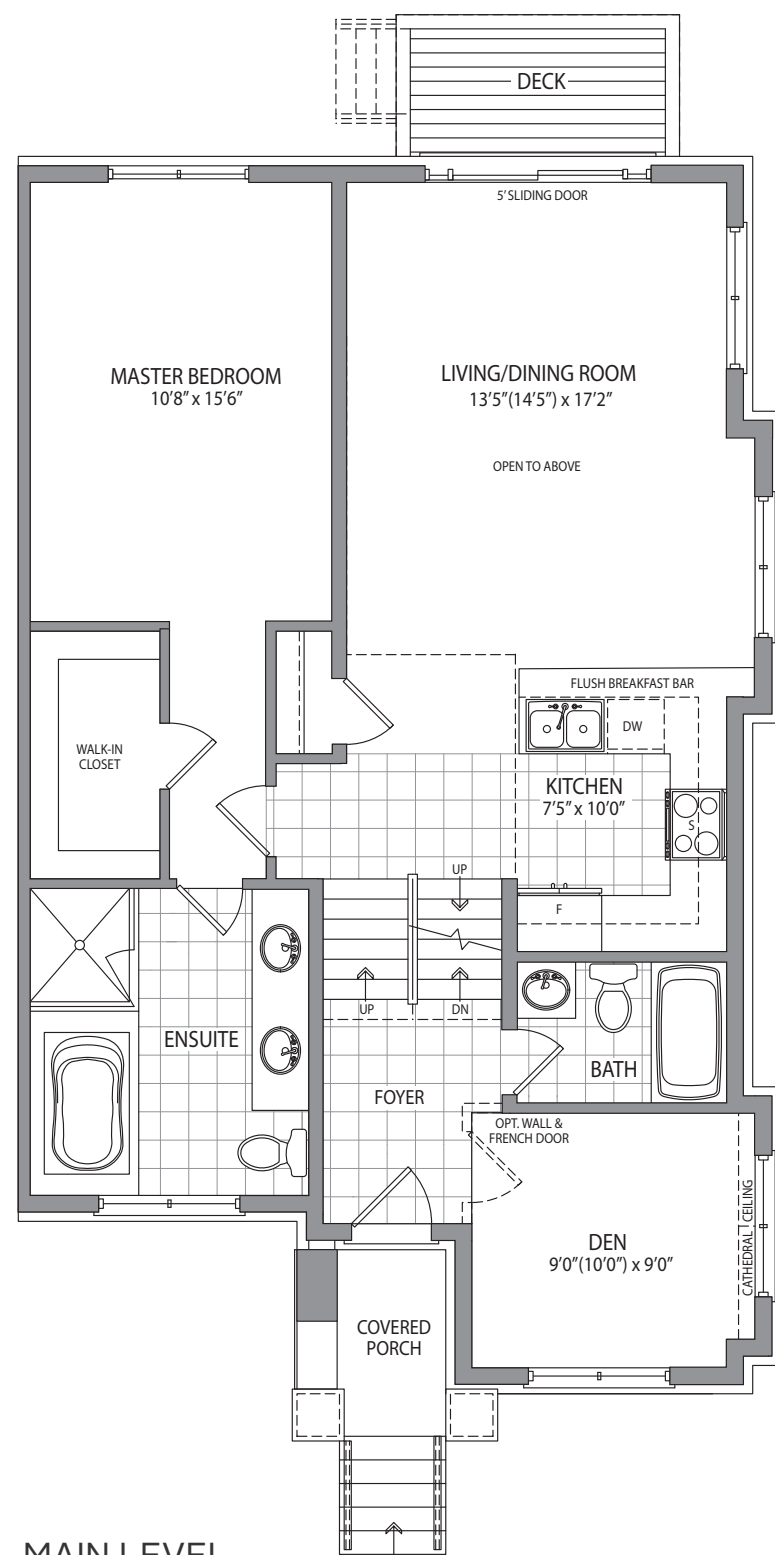 DECK
5' SLIDING DOOR
MASTER BEDROOM
10'8" x 15'6"
LIVING/DINING ROOM
13'5"(14'5") x 17'2"
OPEN TO ABOVE
FLUSH BREAKFAST BAR
DW
WALK-IN
CLOSET
KITCHEN
7'5" x 10'0"
S
UP
F
UP
DN
ENSUITE
BATH
FOYER
OPT. WALL &
FRENCH DOOR
CATHEDRAL CEILING
DEN
9'0"(10'0") x 9'0"
COVERED
PORCH
MAIN LEVEL